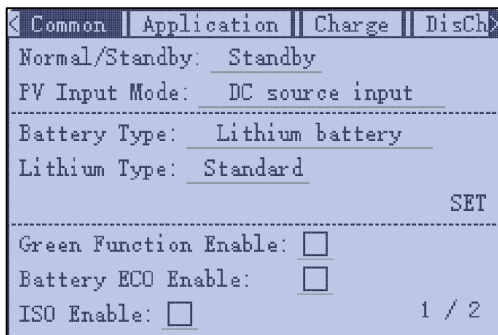 Common Application Charge DisCh
Normal/Standby: Standby
PV Input Mode: DC source input
Battery Type: Lithium battery
Lithium Type: Standard
SET
Green Function Enable:
Battery ECO Enable:
ISO Enable:
1 / 2